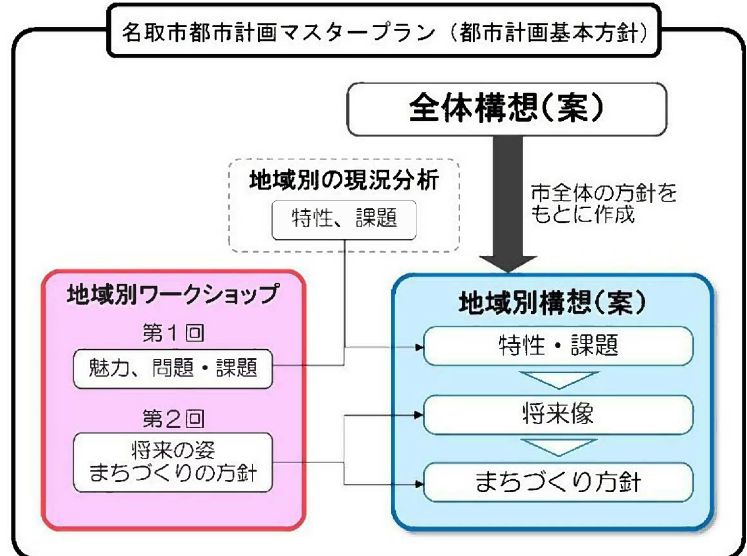 名取市都市計画マスタープラン（都市計画基本方針）
全体構想（案）
市全体の方針を
もとに作成
地域別の現況分析
特性、課題
地域別ワークショップ
第１回
魅力、問題・課題
第２回
将来の姿
まちづくりの方針
地域別構想（案）
特性・課題
将来像
まちづくり方針